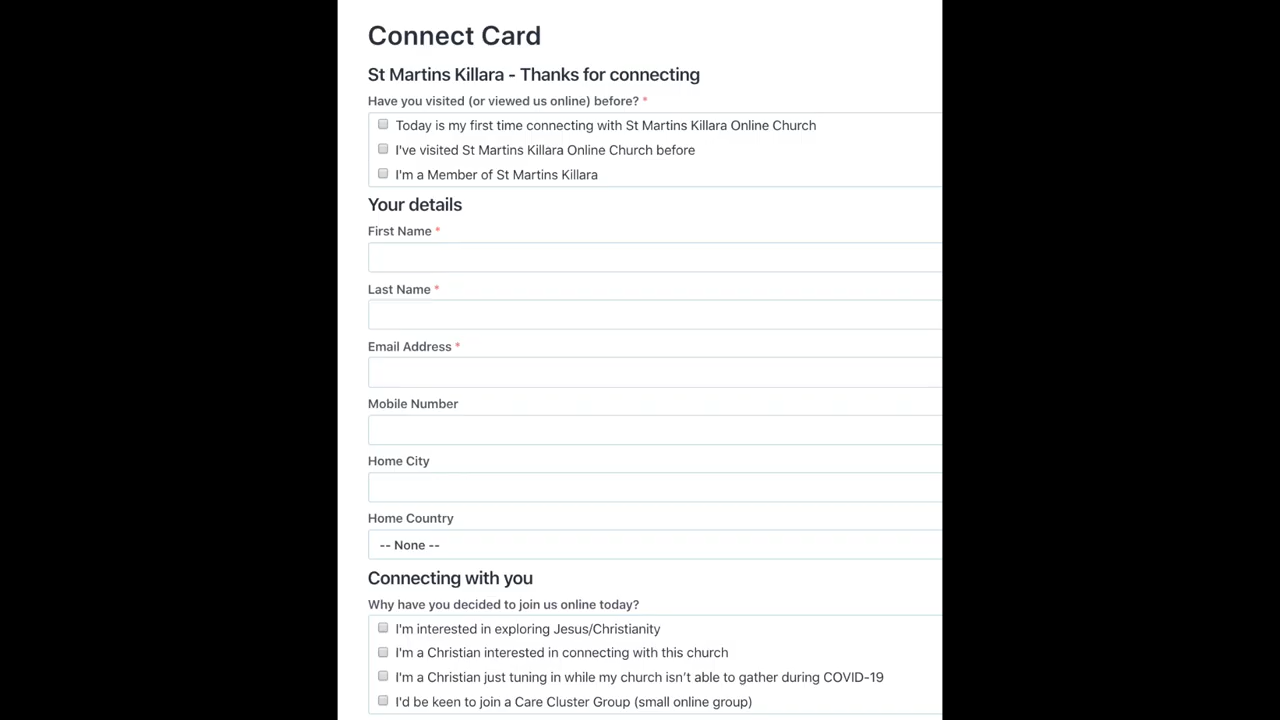 Connect Card
St Martins Killara - Thanks for connecting
Have you visited (or viewed us online) before? *
Today is my first time connecting with St Martins Killara Online Church
I've visited St Martins Killara Online Church before
I'm a Member of St Martins Killara
Your details
First Name *
Last Name *
Email Address *
Mobile Number
Home City
Home Country
-- None --
Connecting with you
Why have you decided to join us online today?
I'm interested in exploring Jesus/Christianity
I'm a Christian interested in connecting with this church
I'm a Christian just tuning in while my church isn’t able to gather during COVID-19
I'd be keen to join a Care Cluster Group (small online group)